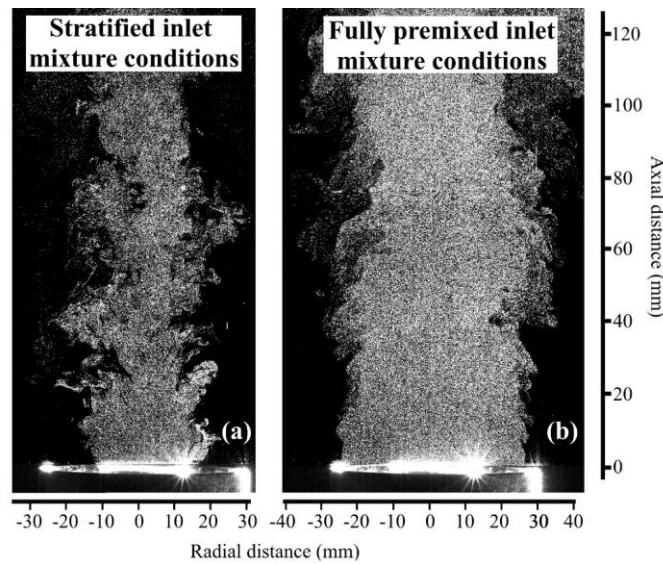 Stratified inlet
mixture conditions
Fully premixed inlet
mixture conditions
120
100
80
60
40
20
0
Axial distance (mm)
(a)
(b)
-30 -20 -10 0 10 20 30
-40 -30 -20 -10 0 10 20 30 40
Radial distance (mm)